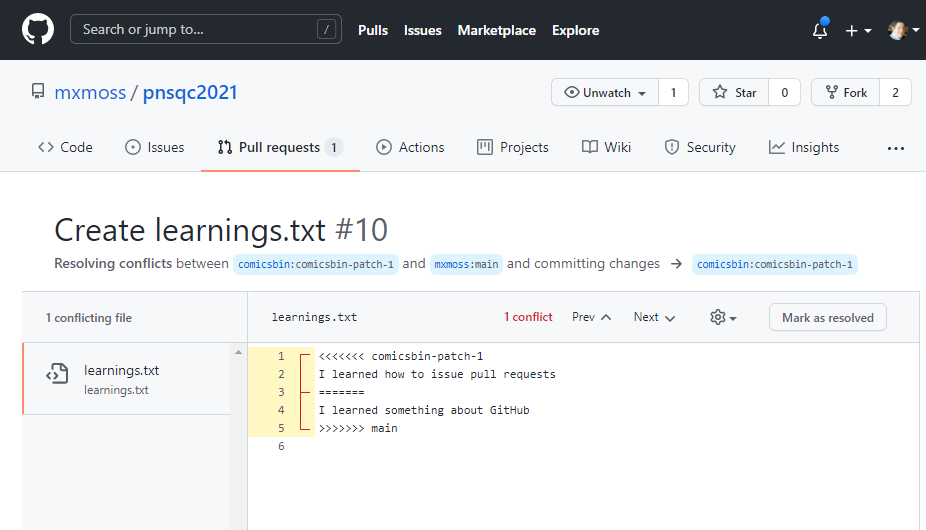 Search or jump to... / Pulls Issues Marketplace Explore
mxmoss / pnsqc2021 Unwatch 1 Star 0 Fork 2
Code Issues Pull requests 1 Actions Projects Wiki Security Insights ...
Create learnings.txt #10
Resolving conflicts between comicsbin:comicsbin-patch-1 and mxmoss:main and committing changes → comicsbin:comicsbin-patch-1
1 conflicting file learnings.txt 1 conflict Prev Next Mark as resolved
learnings.txt
learnings.txt
1 <<<<<<< comicsbin-patch-1
2 I learned how to issue pull requests
3 =======
4 I learned something about GitHub
5 >>>>>>> main
6